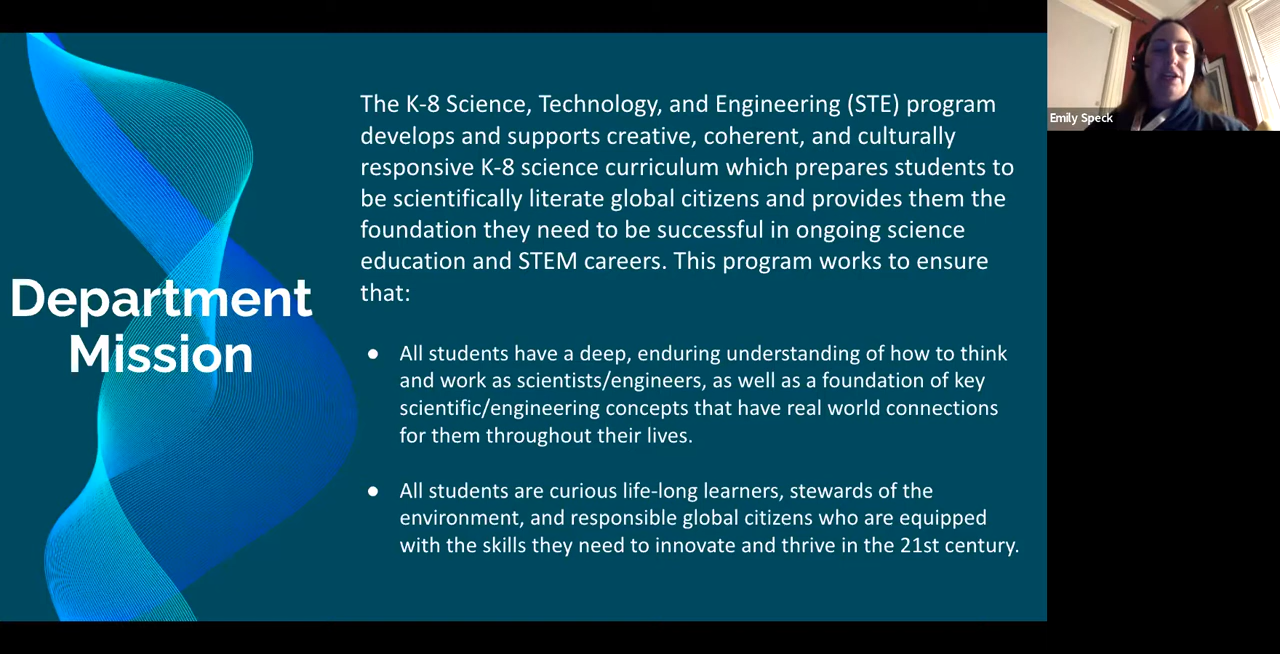 Department
Mission
The K-8 Science, Technology, and Engineering (STE) program
develops and supports creative, coherent, and culturally
responsive K-8 science curriculum which prepares students to
be scientifically literate global citizens and provides them the
foundation they need to be successful in ongoing science
education and STEM careers. This program works to ensure
that:
● All students have a deep, enduring understanding of how to think
and work as scientists/engineers, as well as a foundation of key
scientific/engineering concepts that have real world connections
for them throughout their lives.
● All students are curious life-long learners, stewards of the
environment, and responsible global citizens who are equipped
with the skills they need to innovate and thrive in the 21st century.
Emily Speck